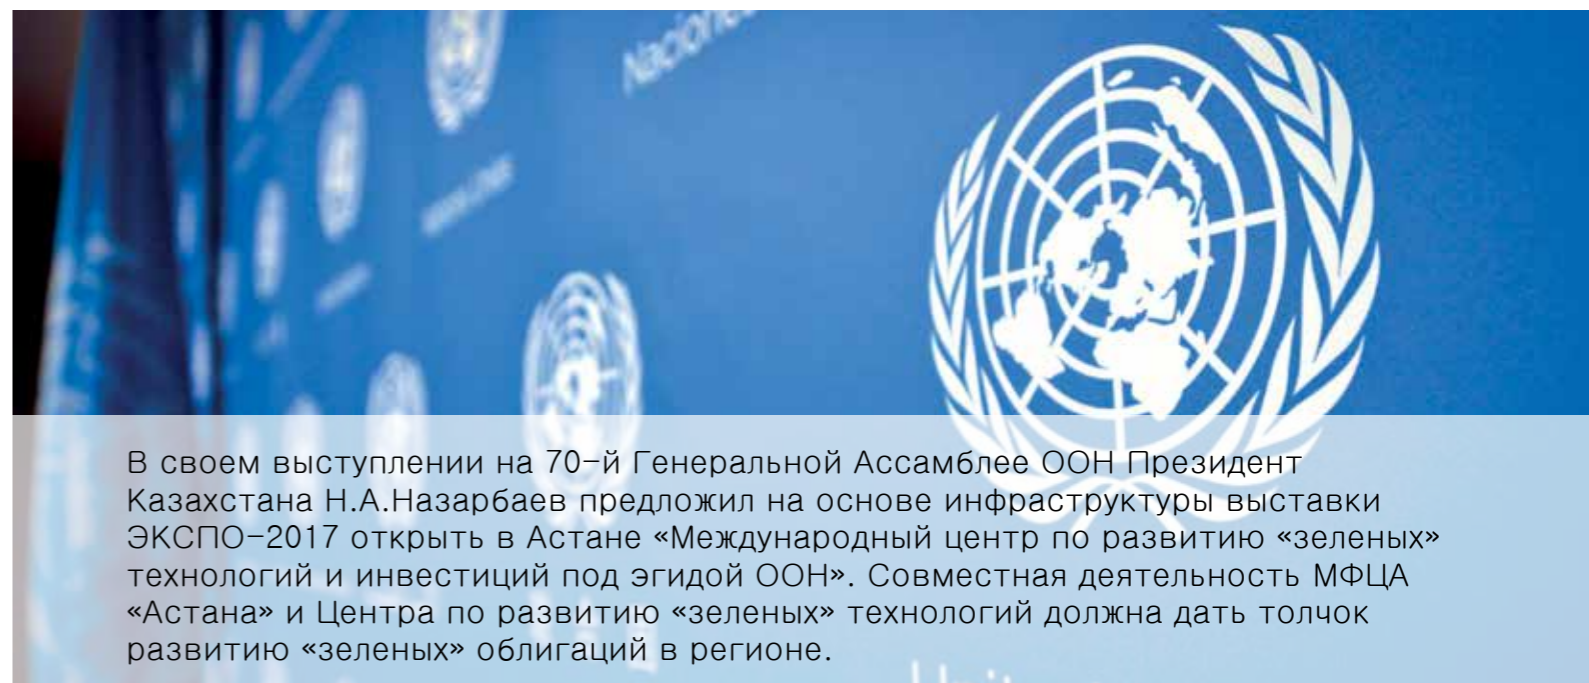 В своем выступлении на 70-й Генеральной Ассамблее ООН Президент
Казахстана Н.А.Назарбаев предложил на основе инфраструктуры выставки
ЭКСПО-2017 открыть в Астане «Международный центр по развитию «зеленых»
технологий и инвестиций под эгидой ООН». Совместная деятельность МФЦА
«Астана» и Центра по развитию «зеленых» технологий должна дать толчок
развитию «зеленых» облигаций в регионе.